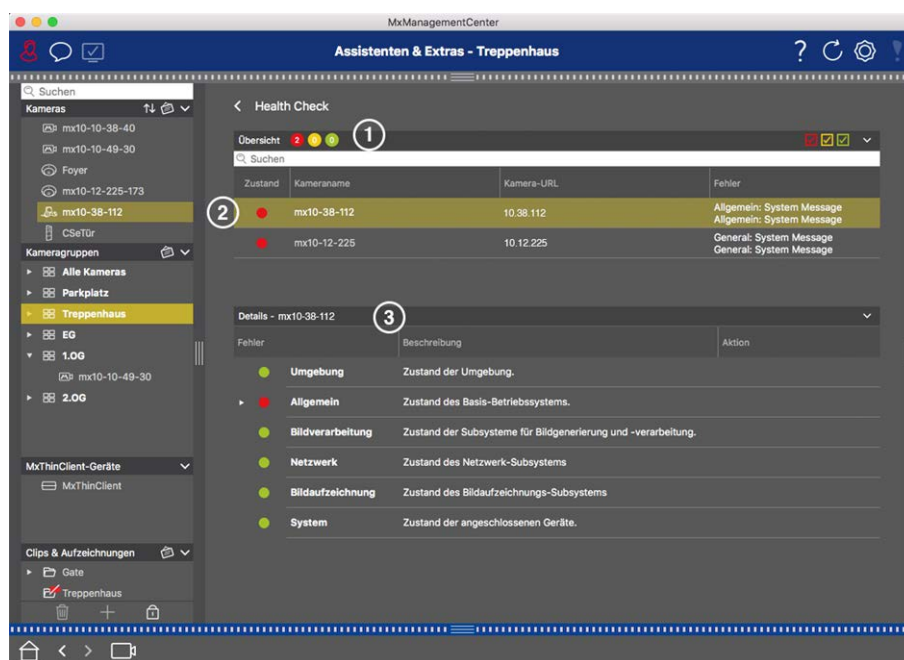 MxManagementCenter
Assistenten & Extras - Treppenhaus
?
Suchen
Kameras
mx10-10-38-40
mx10-10-49-30
Foyer
mx10-12-225-173
mx10-38-112
CSeTür
Kameragruppen
Alle Kameras
Parkplatz
Treppenhaus
EG
1.OG
mx10-10-49-30
2.OG
MxThinClient-Geräte
MxThinClient
Clips & Aufzeichnungen
Gate
Treppenhaus
Health Check
Übersicht 2 0 0 1
Suchen
Zustand Kameraname Kamera-URL Fehler
2 mx10-38-112 10.38.112 Allgemein: System Message
Allgemein: System Message
mx10-12-225 10.12.225 General: System Message
General: System Message
Details - mx10-38-112 3
Fehler Beschreibung Aktion
Umgebung Zustand der Umgebung.
Allgemein Zustand des Basis-Betriebssystems.
Bildverarbeitung Zustand der Subsysteme für Bildgenerierung und -verarbeitung.
Netzwerk Zustand des Netzwerk-Subsystems
Bildaufzeichnung Zustand des Bildaufzeichnungs-Subsystems
System Zustand der angeschlossenen Geräte.